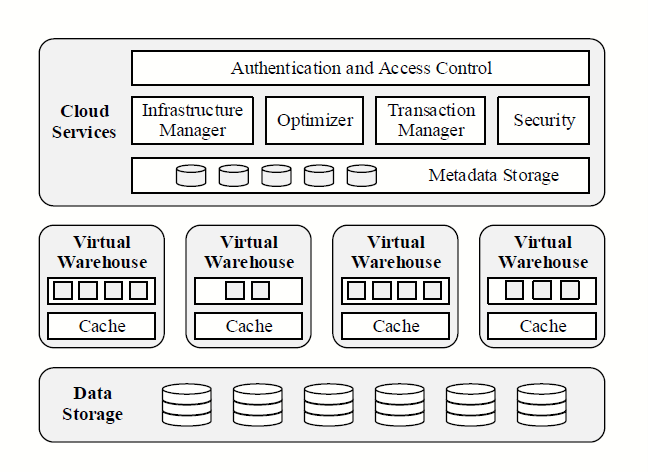 Authentication and Access Control
Cloud
Services
Infrastructure
Manager
Optimizer
Transaction
Manager
Security
Metadata Storage
Virtual
Warehouse
Cache
Virtual
Warehouse
Cache
Virtual
Warehouse
Cache
Virtual
Warehouse
Cache
Data
Storage